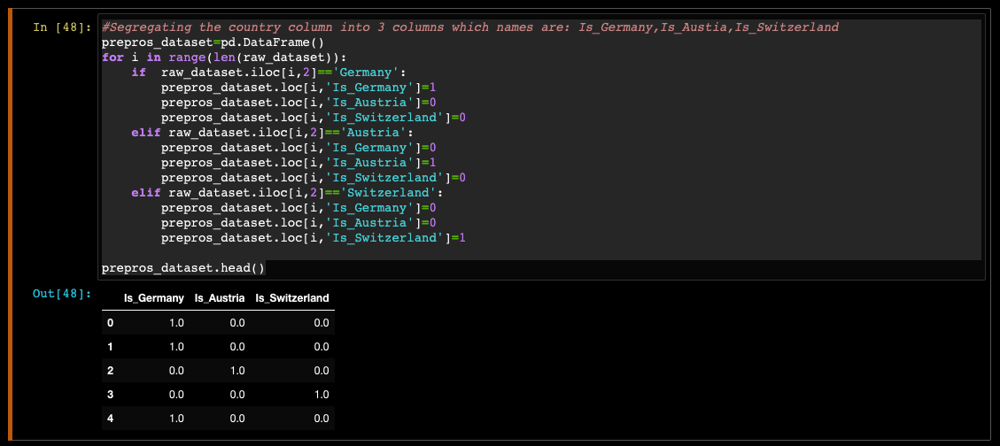 In [48]: #Segregating the country column into 3 columns which names are: Is_Germany,Is_Austia,Is_Switzerland
prepros_dataset=pd.DataFrame()
for i in range(len(raw_dataset)):
    if  raw_dataset.iloc[i,2]=='Germany':
        prepros_dataset.loc[i,'Is_Germany']=1
        prepros_dataset.loc[i,'Is_Austria']=0
        prepros_dataset.loc[i,'Is_Switzerland']=0
    elif raw_dataset.iloc[i,2]=='Austria':
        prepros_dataset.loc[i,'Is_Germany']=0
        prepros_dataset.loc[i,'Is_Austria']=1
        prepros_dataset.loc[i,'Is_Switzerland']=0
    elif raw_dataset.iloc[i,2]=='Switzerland':
        prepros_dataset.loc[i,'Is_Germany']=0
        prepros_dataset.loc[i,'Is_Austria']=0
        prepros_dataset.loc[i,'Is_Switzerland']=1
prepros_dataset.head()
Out[48]:
Is_Germany Is_Austria Is_Switzerland
0 1.0 0.0 0.0
1 1.0 0.0 0.0
2 0.0 1.0 0.0
3 0.0 0.0 1.0
4 1.0 0.0 0.0